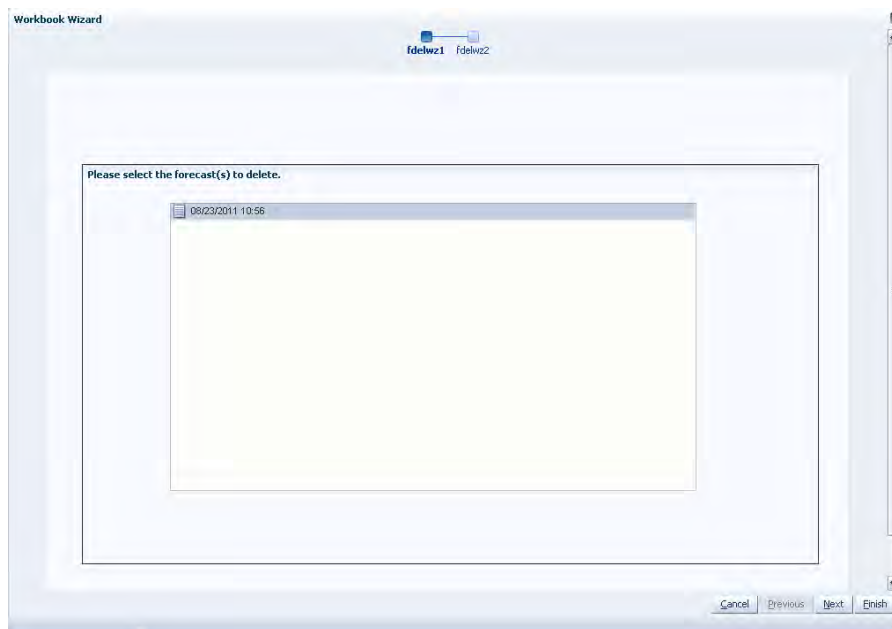 Workbook Wizard
fdelwz1 fdelwz2
Please select the forecast(s) to delete.
08/23/2011 10:56
Cancel Previous Next Finish